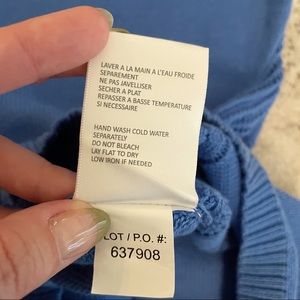 LAVER A LA MAIN A L'EAU FROIDE
SEPAREMENT
NE PAS JAVELLISER
SECHER A PLAT
REPASSER A BASSE TEMPERATURE
SI NECESSAIRE
HAND WASH COLD WATER
SEPARATELY
DO NOT BLEACH
LAY FLAT TO DRY
LOW IRON IF NEEDED
LOT / P.O. #:
637908